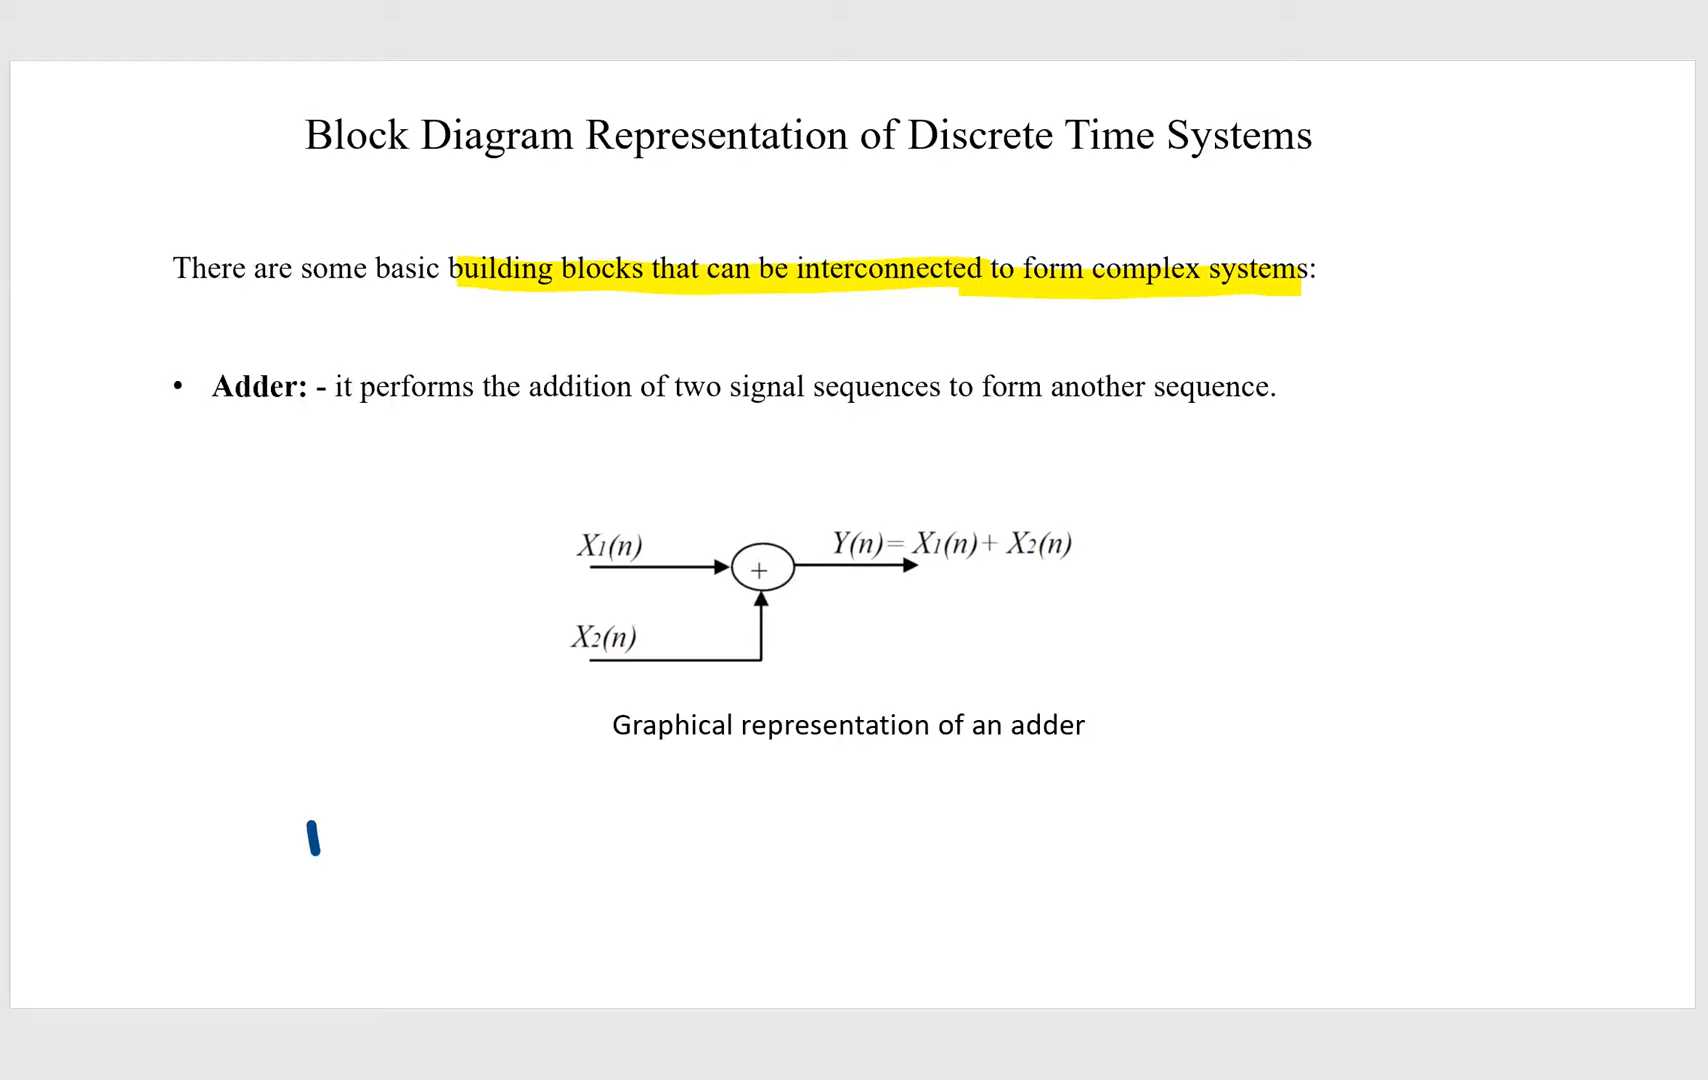 Block Diagram Representation of Discrete Time Systems
There are some basic building blocks that can be interconnected to form complex systems:
• Adder: - it performs the addition of two signal sequences to form another sequence.
X1(n)
Y(n)= X1(n)+ X2(n)
+
X2(n)
Graphical representation of an adder